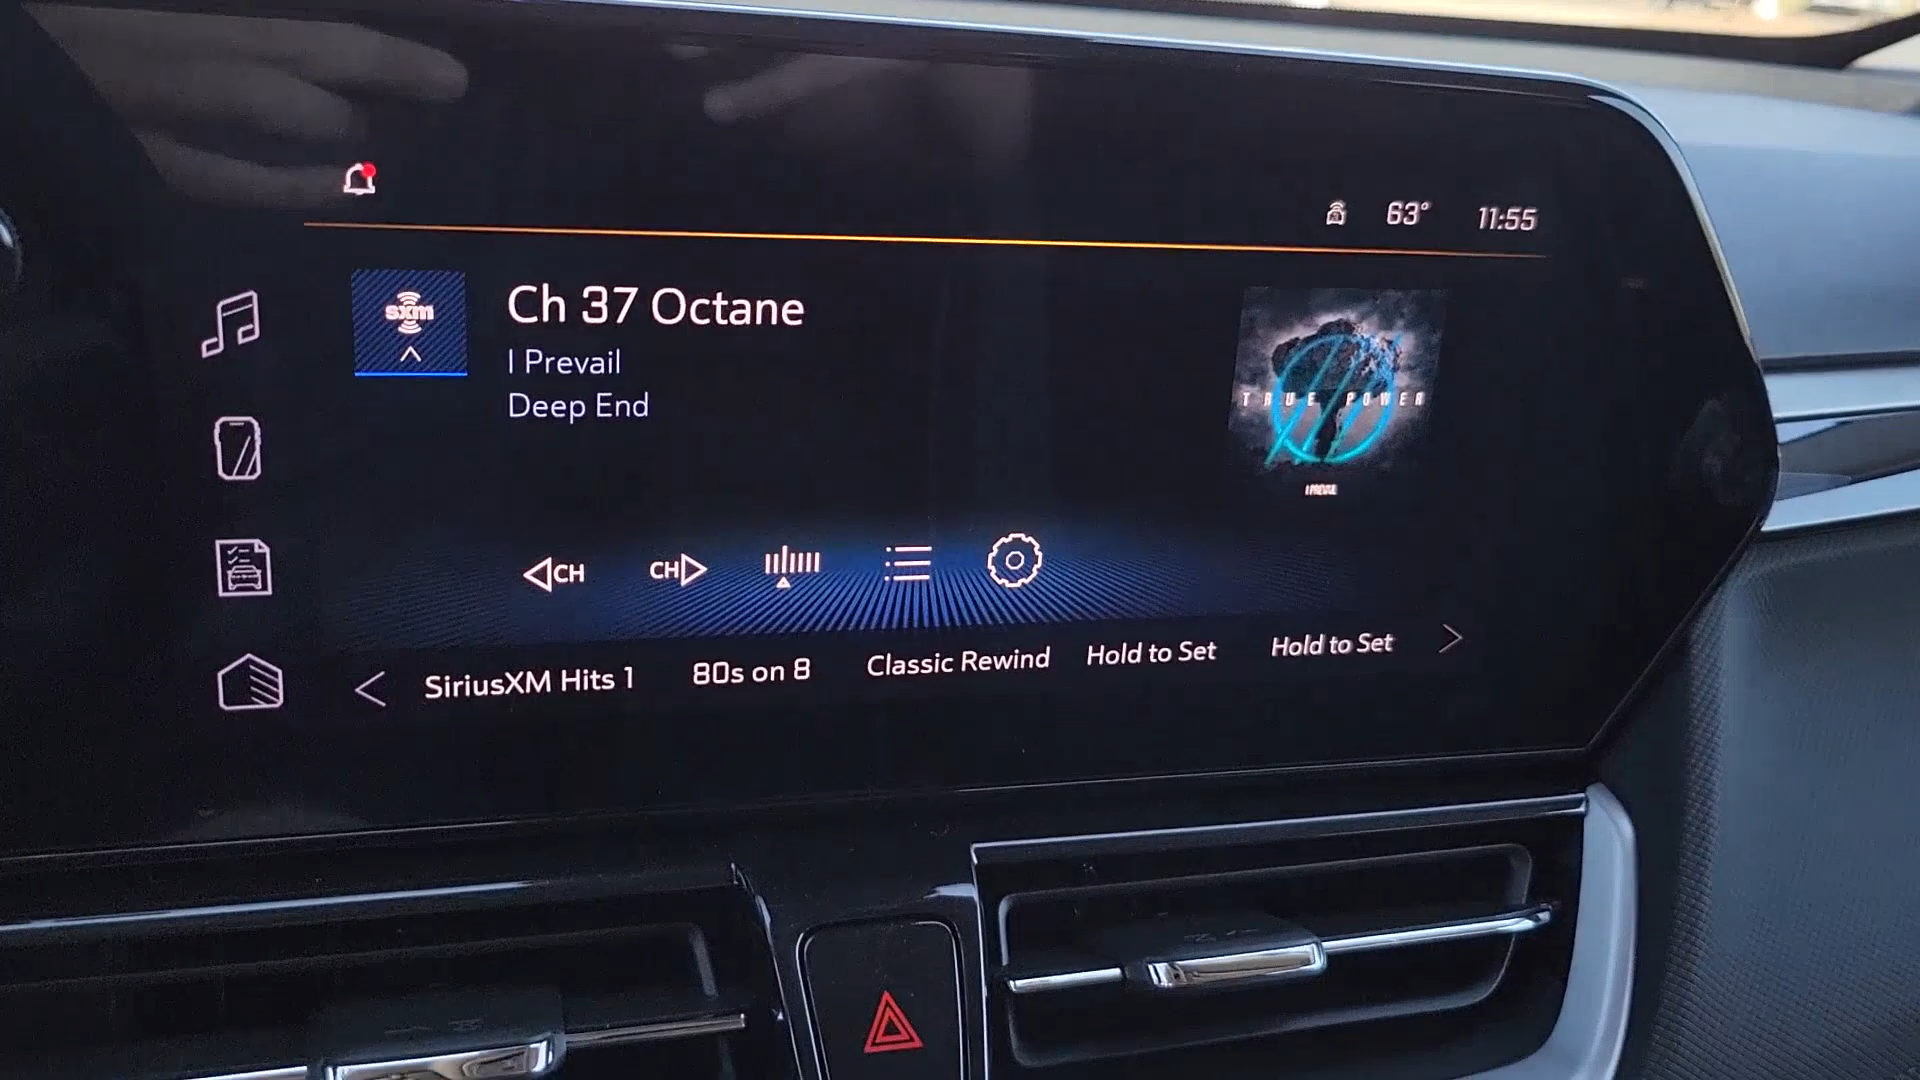 63° 11:55
sxm
Ch 37 Octane
I Prevail
Deep End
TRUE POWER
I PREVAIL
CH CH
SiriusXM Hits 1 80s on 8 Classic Rewind Hold to Set Hold to Set